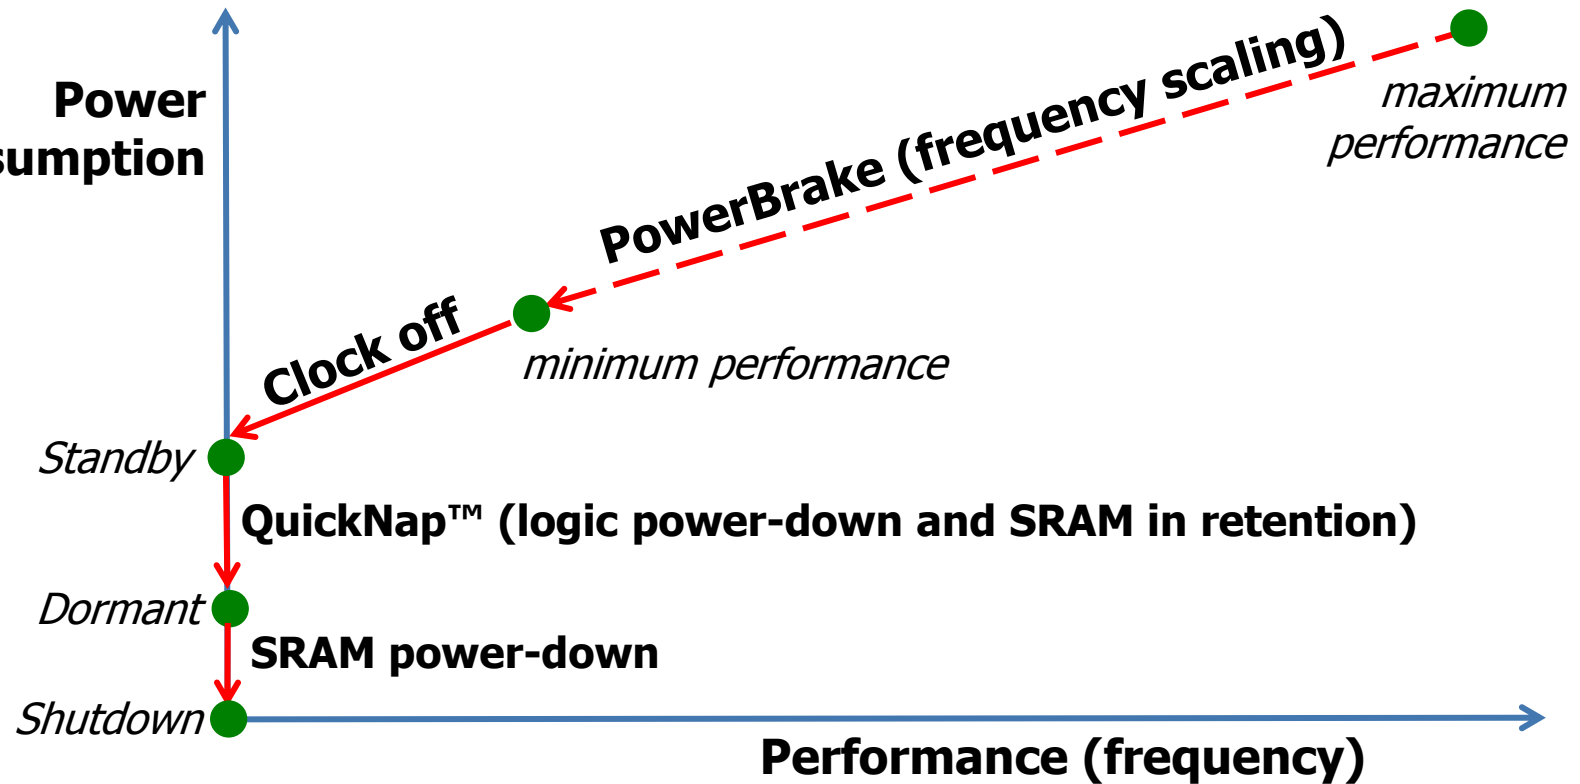 Power
sumption
PowerBrake (frequency scaling)
maximum
performance
Clock off
minimum performance
Standby
QuickNap™ (logic power-down and SRAM in retention)
Dormant
SRAM power-down
Shutdown
Performance (frequency)